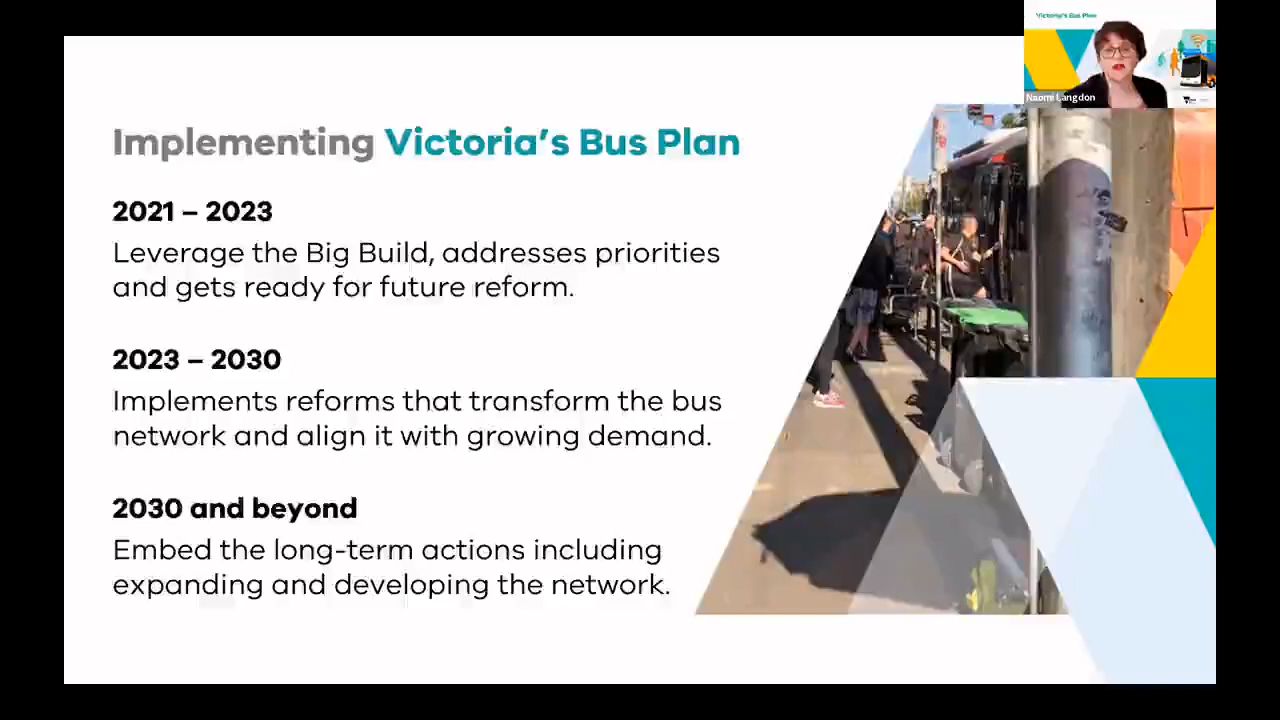 Victoria's Bus Plan
Naomi Langdon
Implementing Victoria's Bus Plan
2021 – 2023
Leverage the Big Build, addresses priorities
and gets ready for future reform.
2023 – 2030
Implements reforms that transform the bus
network and align it with growing demand.
2030 and beyond
Embed the long-term actions including
expanding and developing the network.